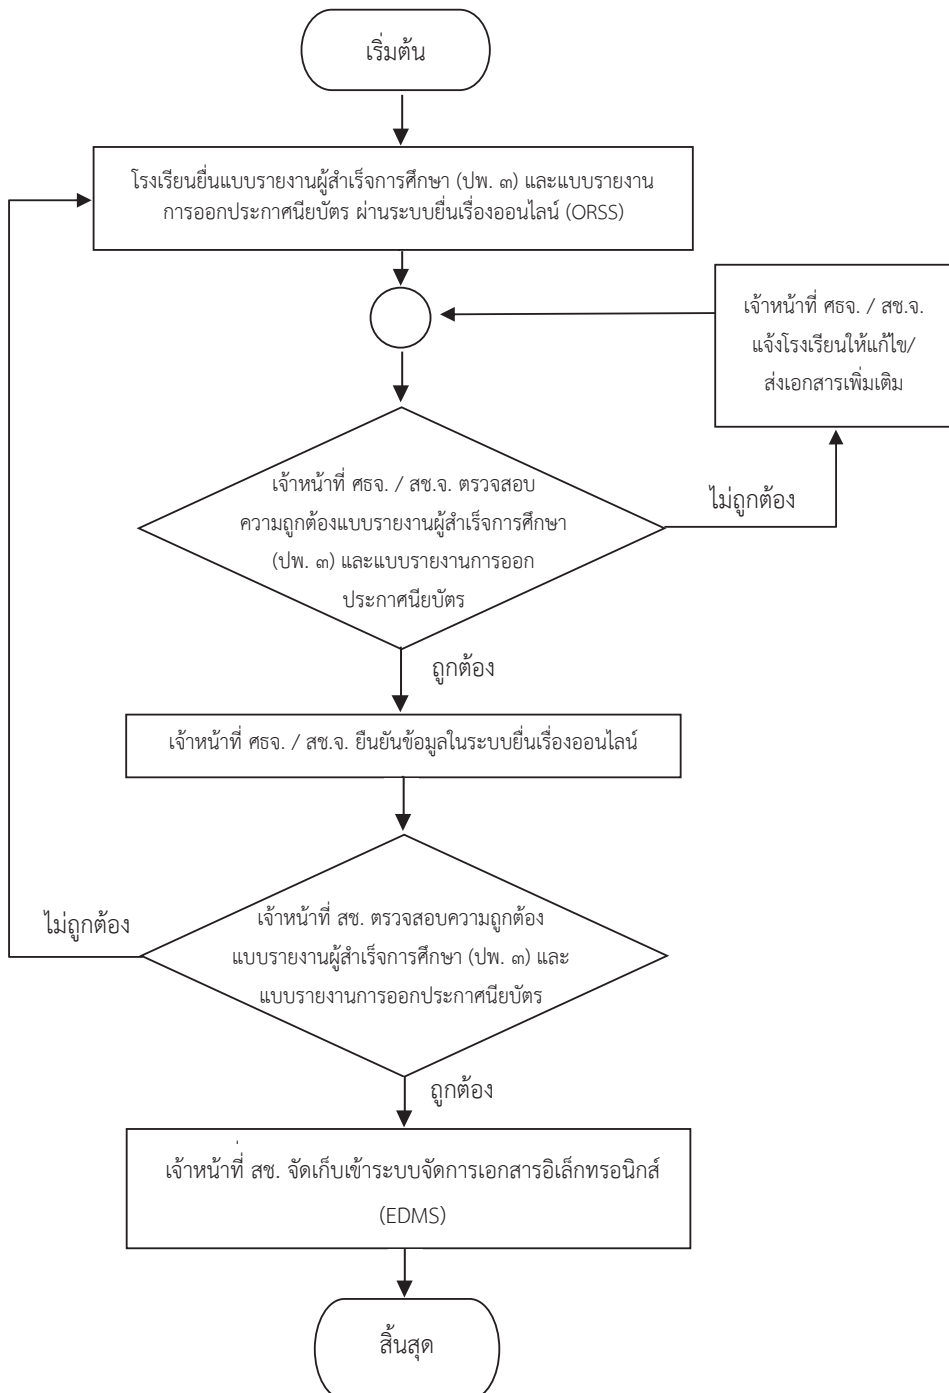 เริ่มต้น
โรงเรียนยื่นแบบรายงานผู้สำเร็จการศึกษา (ปพ. ๓) และแบบรายงาน
การออกประกาศนียบัตร ผ่านระบบยื่นเรื่องออนไลน์ (ORSS)
เจ้าหน้าที่ ศธจ. / สช.จ.
แจ้งโรงเรียนให้แก้ไข/
ส่งเอกสารเพิ่มเติม
เจ้าหน้าที่ ศธจ. / สช.จ. ตรวจสอบ
ความถูกต้องแบบรายงานผู้สำเร็จการศึกษา
(ปพ. ๓) และแบบรายงานการออก
ประกาศนียบัตร
ไม่ถูกต้อง
ถูกต้อง
เจ้าหน้าที่ ศธจ. / สช.จ. ยืนยันข้อมูลในระบบยื่นเรื่องออนไลน์
ไม่ถูกต้อง
เจ้าหน้าที่ สช. ตรวจสอบความถูกต้อง
แบบรายงานผู้สำเร็จการศึกษา (ปพ. ๓) และ
แบบรายงานการออกประกาศนียบัตร
ถูกต้อง
เจ้าหน้าที่ สช. จัดเก็บเข้าระบบจัดการเอกสารอิเล็กทรอนิกส์
(EDMS)
สิ้นสุด